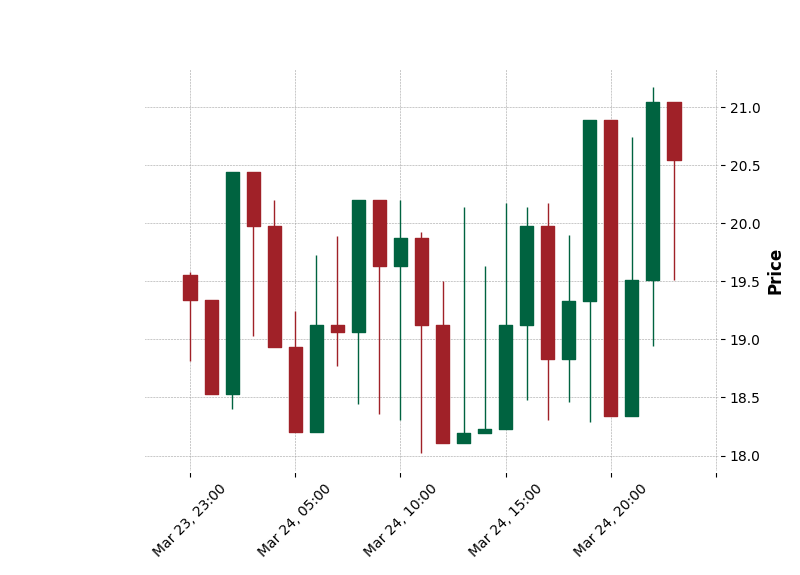 21.0
20.5
20.0
19.5
19.0
18.5
18.0
Price
Mar 23, 23:00
Mar 24, 05:00
Mar 24, 10:00
Mar 24, 15:00
Mar 24, 20:00